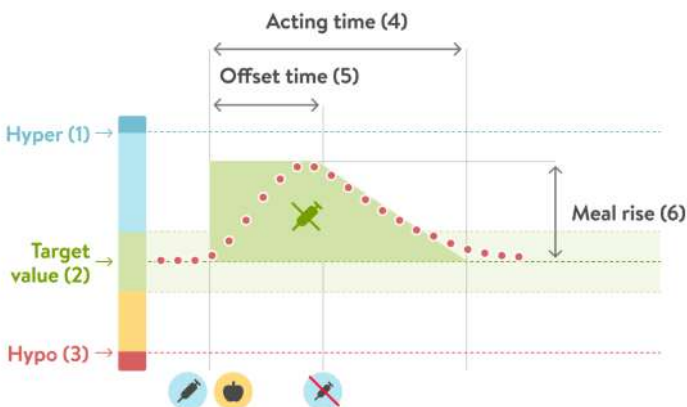 Acting time (4)
Offset time (5)
Hyper (1)
Meal rise (6)
Target
value (2)
Hypo (3)